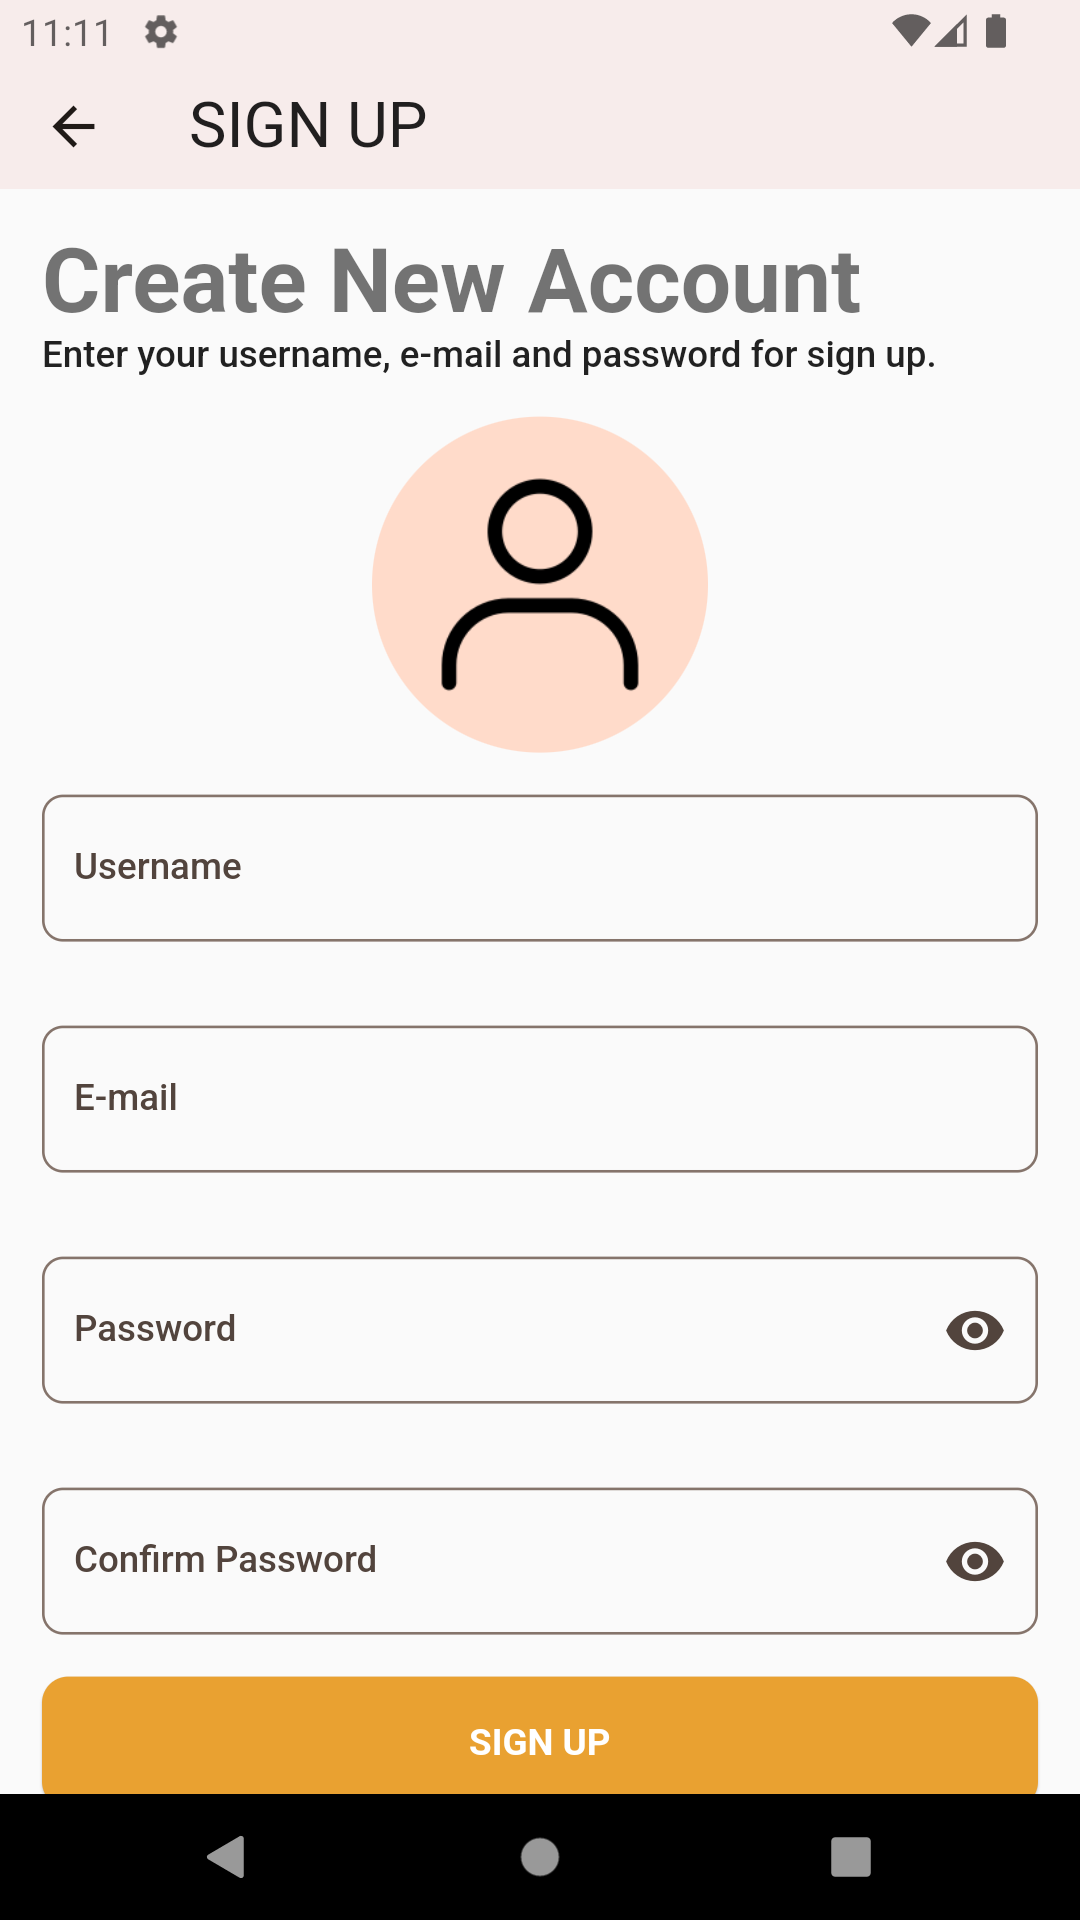 11:11
SIGN UP
Create New Account
Enter your username, e-mail and password for sign up.
Username
E-mail
Password
Confirm Password
SIGN UP